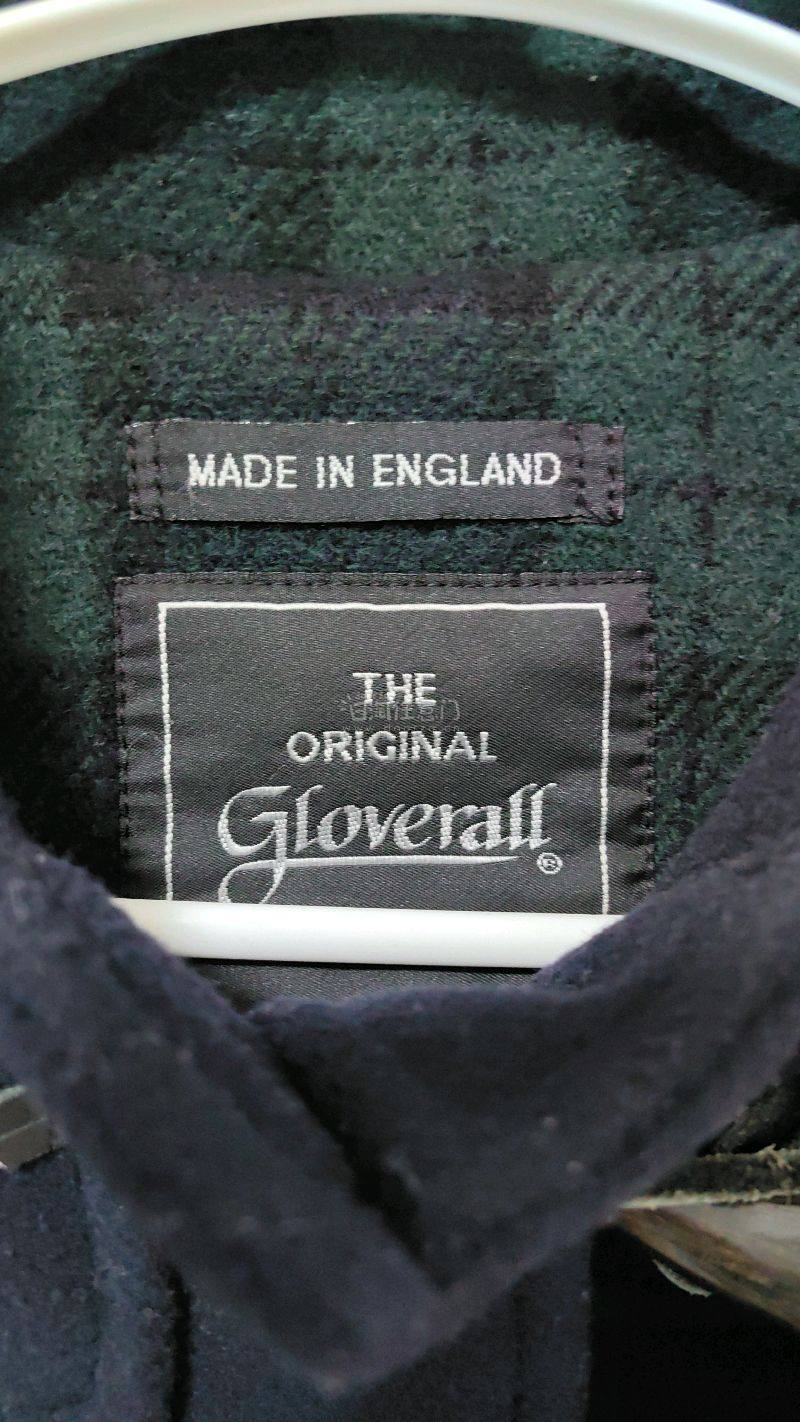 MADE IN ENGLAND
THE
ORIGINAL
Gloverall®